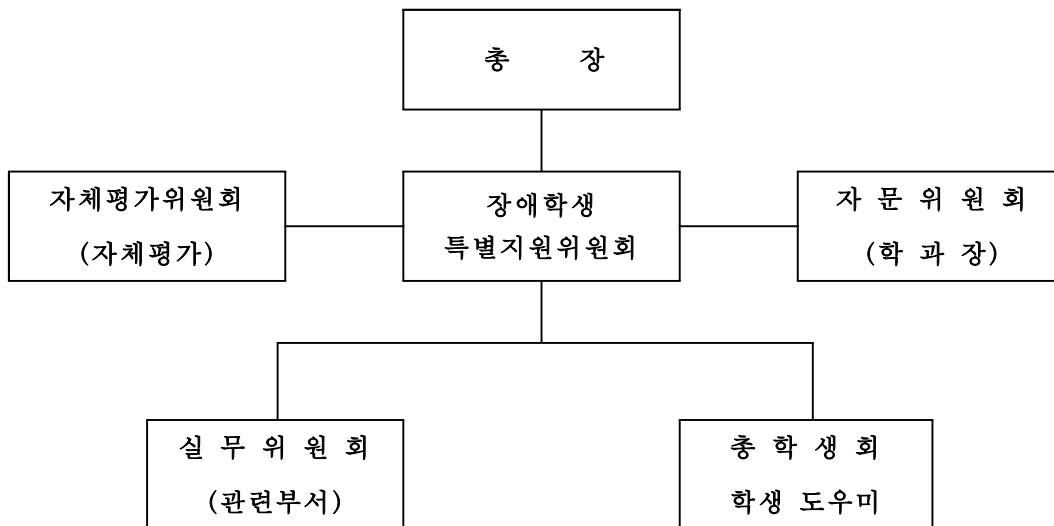 총 장
자체평가위원회
(자체평가)
장애학생
특별지원위원회
자 문 위 원 회
(학 과 장)
실 무 위 원 회
(관련부서)
총 학 생 회
학생 도우미